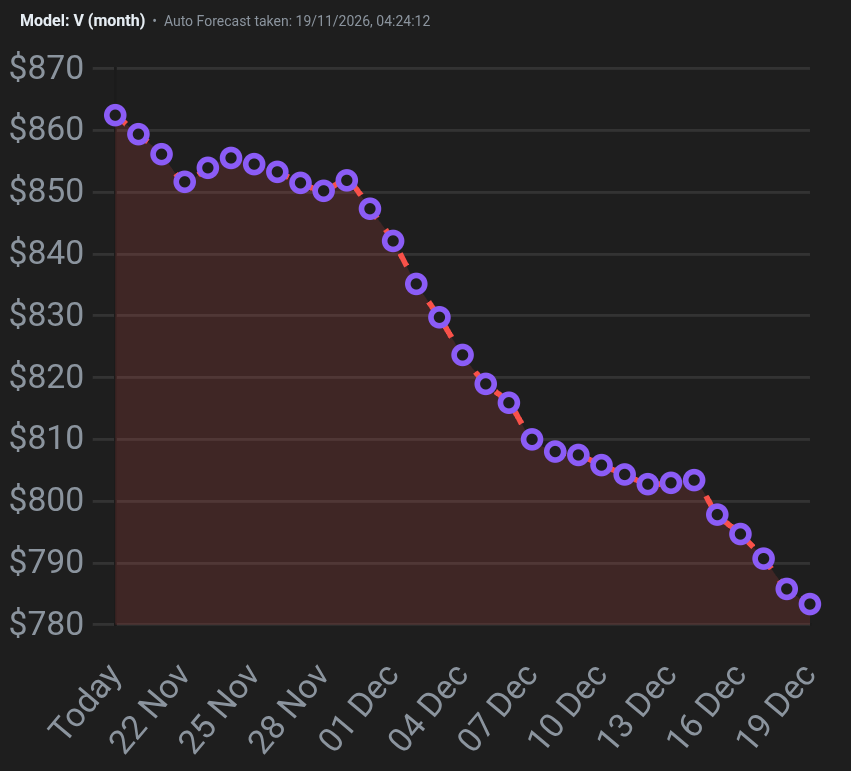 Model: V (month) • Auto Forecast taken: 19/11/2026, 04:24:12
$870
$860
$850
$840
$830
$820
$810
$800
$790
$780
Today
22 Nov
25 Nov
28 Nov
01 Dec
04 Dec
07 Dec
10 Dec
13 Dec
16 Dec
19 Dec